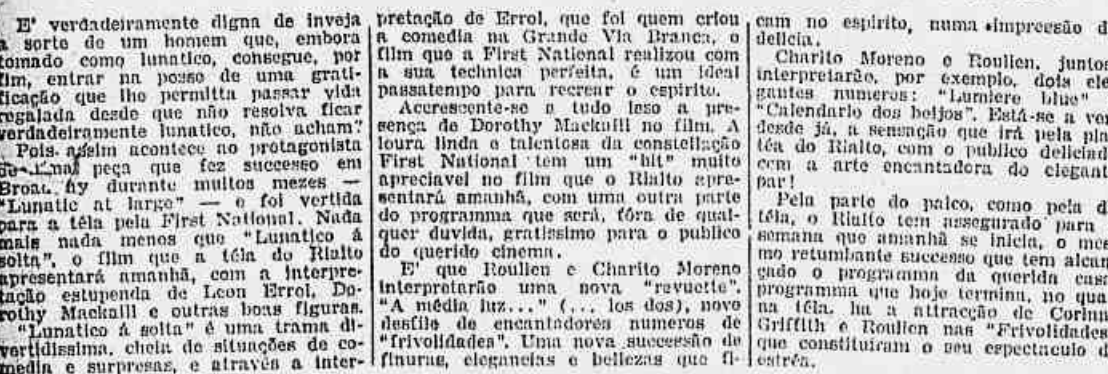 E' verdadeiramente digna de inveja
a sorte de um homem que, embora
tomado como lunatico, consegue, por
fim, entrar na posse de uma grati-
ficação que lhe permitta passar vida
regalada desde que não resolva ficar
verdadeiramente lunatico, não acham?
Pois assim acontece ao protagonista
peça que fez successo em
durante muitos mezes —
"Lunatic at large" — e foi vertida
para a téla pela First National. Nada
mais nada menos que "Lunatico á
solta", o film que a téla do Rialto
apresentará amanhã, com a interpre-
tação estupenda de Leon Errol, Do-
rothy Mackaill e outras boas figuras.
"Lunatico á solta" é uma trama di-
vertidissima, cheia de situações de co-
media e surpresas, e através a inter-
pretação de Errol, que foi quem criou
a comedia na Grande Via Branca, o
film que a First National realizou com
a sua technica perfeita, é um ideal
passatempo para recrear o espirito.
Accrescente-se a tudo isso a pre-
sença de Dorothy Mackaill no film. A
loura linda e talentosa da constellação
First National tem um "hit" muito
apreciavel no film que o Rialto apre-
sentará amanhã, com uma outra parte
do programma que será, fóra de qual-
quer duvida, gratissimo para o publico
do querido cinema.
E' que Roulien e Charito Moreno
interpretarão uma nova "revuette".
"A média luz..." (... los dos), novo
desfile de encantadores numeros de
"frivolidades". Uma nova successão de
finuras, elegancias e bellezas que fi-
cam no espirito, numa impressão d
delicia.
Charito Moreno e Roulien, juntos
interpretarão, por exemplo, dois ele
gantes numeros: "Lumiere blue"
"Calendario dos beijos". Está-se a ver
desde já, a sensação que irá pela pla
téa do Rialto, com o publico deliciad
com a arte encantadora do elegant
par!
Pela parte do palco, como pela d
téla, o Rialto tem assegurado para
semana que amanhã se inicia, o mes
mo retumbante successo que tem alcan
çado o programma da querida casa
programma que hoje termina, no qua
na téla, ha a attracção de Corinn
Griffith e Roulien nas "Frivolidades
que constituiram o seu espectaculo d
estréa.